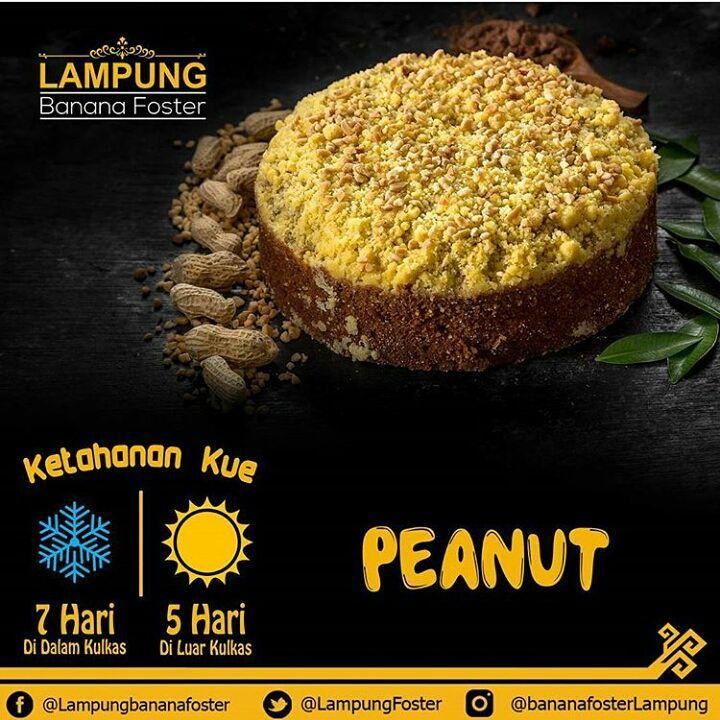 LAMPUNG
Banana Foster
Ketahanan Kue
7 Hari
Di Dalam Kulkas
5 Hari
Di Luar Kulkas
PEANUT
@Lampungbananafoster
@LampungFoster
@bananafosterLampung